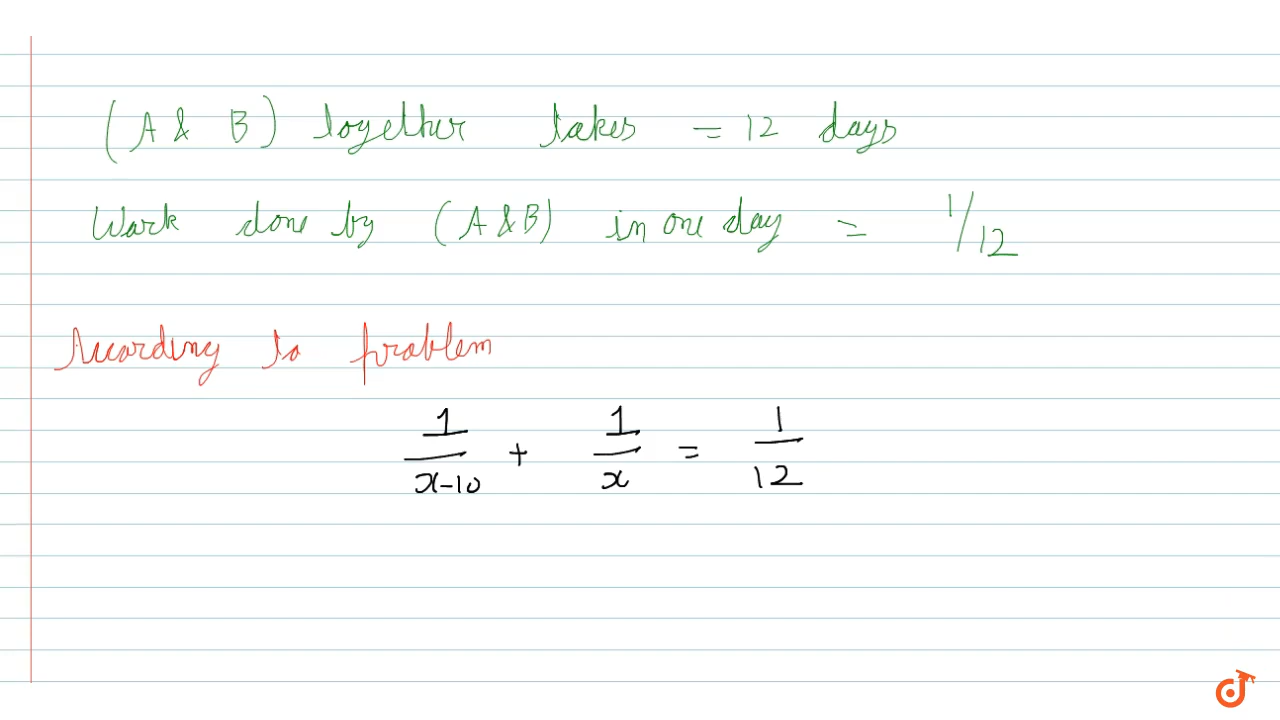 (A & B) together takes = 12 days
Work done by (A & B) in one day = 1/12
According to problem
1/x-10 + 1/x = 1/12